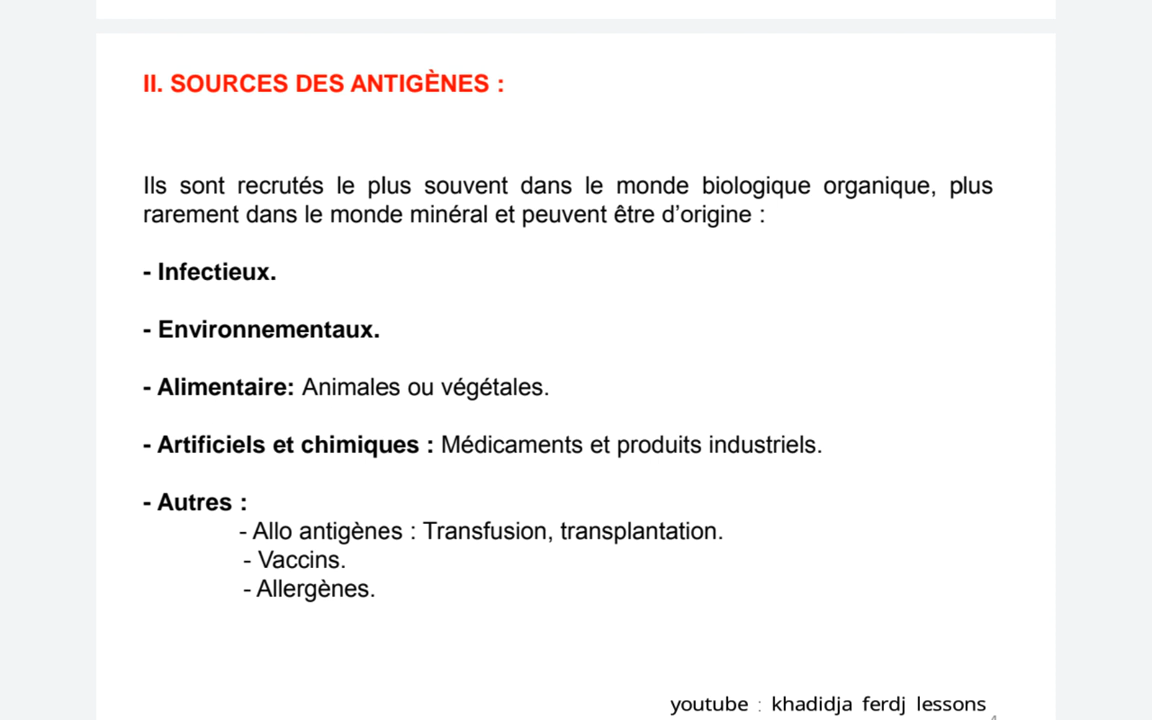 II. SOURCES DES ANTIGÈNES :
Ils sont recrutés le plus souvent dans le monde biologique organique, plus
rarement dans le monde minéral et peuvent être d’origine :
- Infectieux.
- Environnementaux.
- Alimentaire: Animales ou végétales.
- Artificiels et chimiques : Médicaments et produits industriels.
- Autres :
- Allo antigènes : Transfusion, transplantation.
- Vaccins.
- Allergènes.
youtube : khadidja ferdj lessons